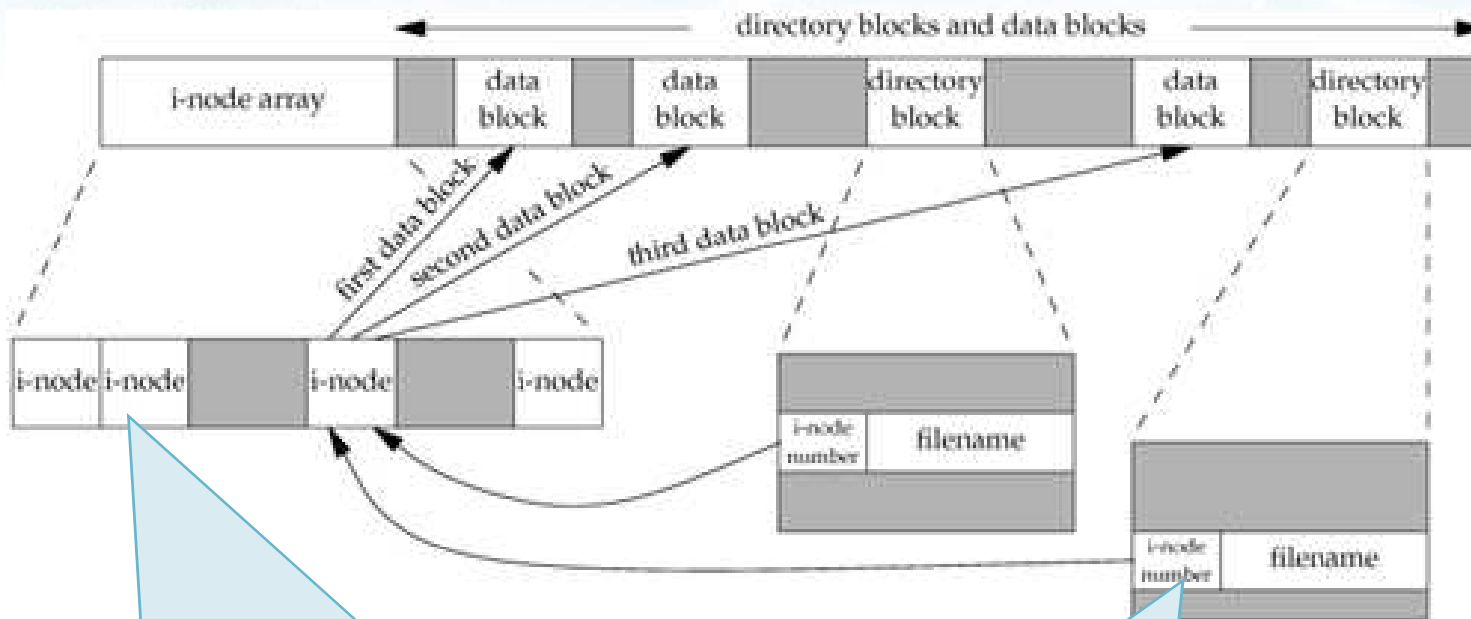 directory blocks and data blocks
i-node array
data
block
data
block
directory
block
data
block
directory
block
first data block
second data block
third data block
i-node
i-node
i-node
i-node
i-node
number
filename
i-node
number
filename